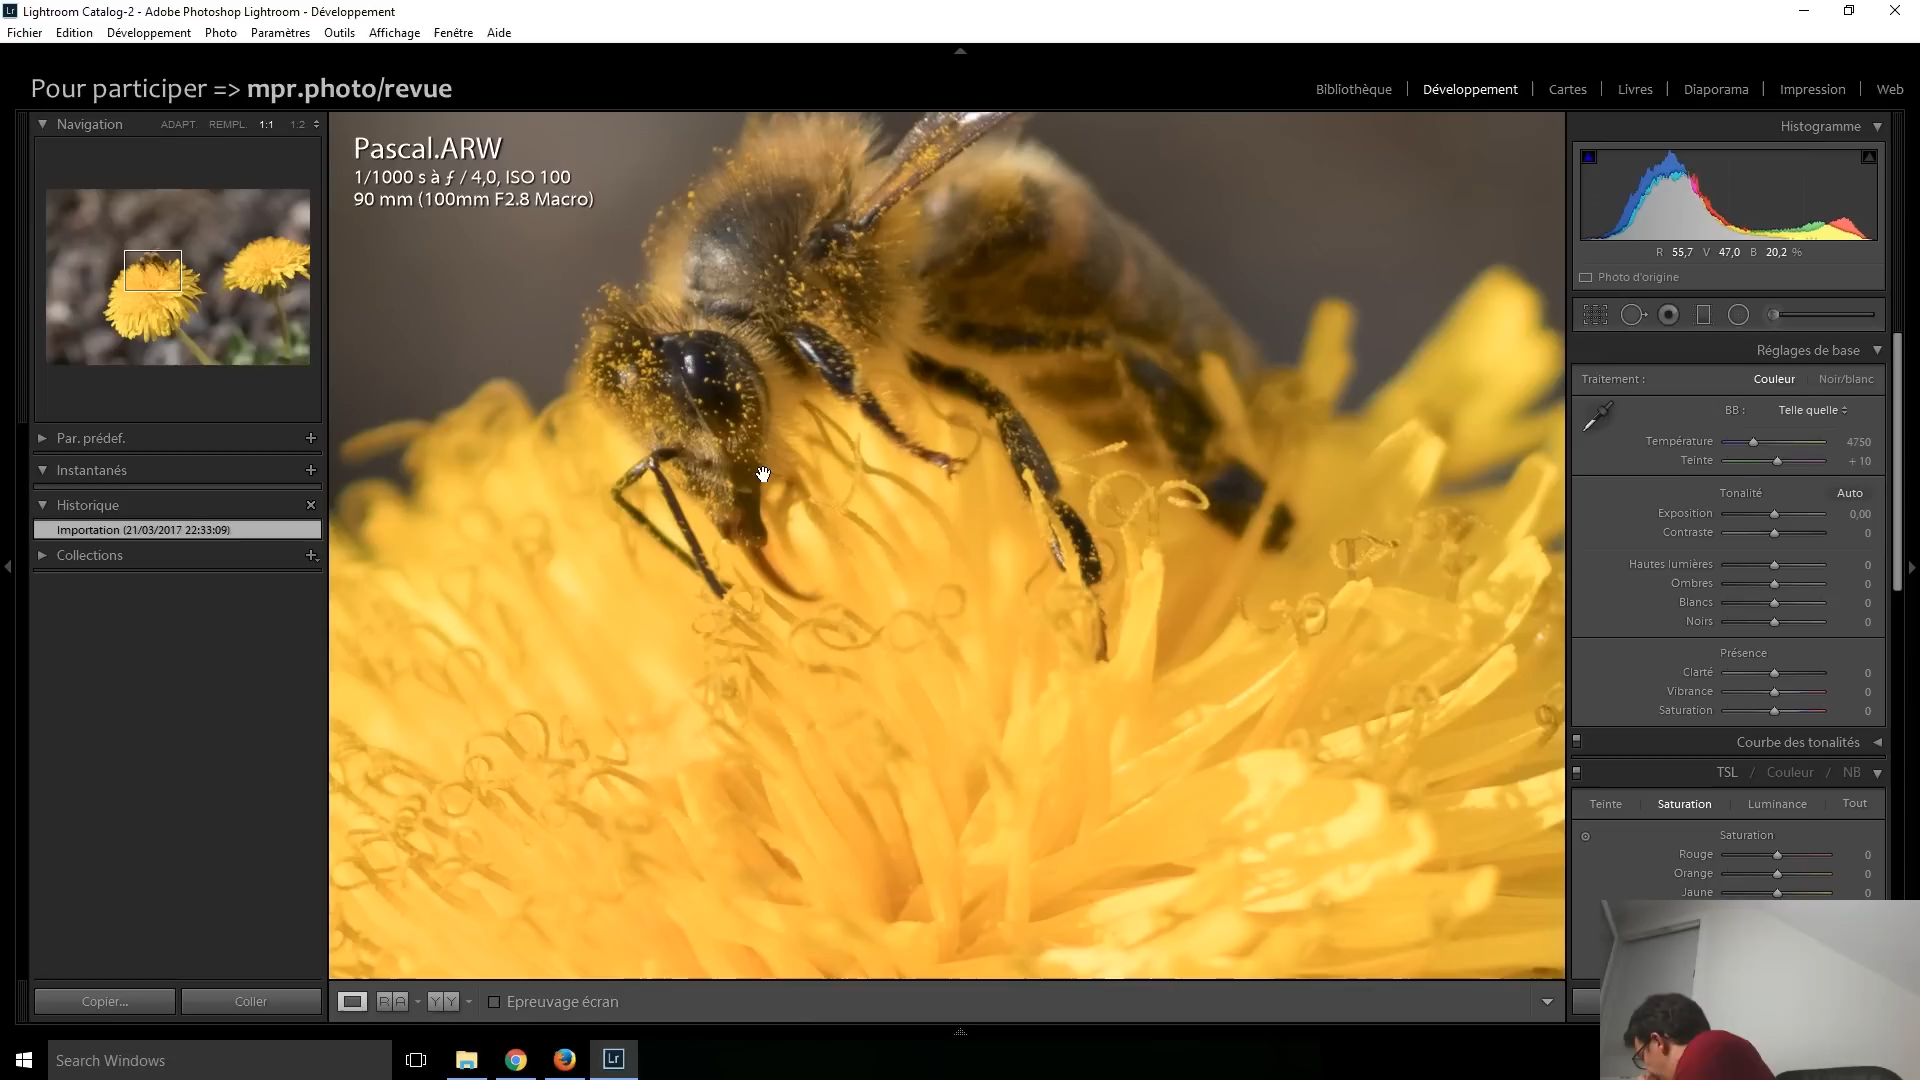 Lightroom Catalog-2 - Adobe Photoshop Lightroom - Développement
Fichier Edition Développement Photo Paramètres Outils Affichage Fenêtre Aide
Pour participer => mpr.photo/revue
Bibliothèque | Développement | Cartes | Livres | Diaporama | Impression | Web
Navigation ADAPT. REMPL. 1:1 1:2
Histogramme
Pascal.ARW
1/1000 s à ƒ / 4,0, ISO 100
90 mm (100mm F2.8 Macro)
R 55,7 V 47,0 B 20,2 %
Photo d'origine
Réglages de base
Traitement : Couleur Noir/blanc
BB : Telle quelle
Température 4750
Teinte + 10
Tonalité Auto
Exposition 0,00
Contraste 0
Hautes lumières 0
Ombres 0
Blancs 0
Noirs 0
Présence
Clarté 0
Vibrance 0
Saturation 0
Courbe des tonalités
TSL / Couleur / NB
Teinte Saturation Luminance Tout
Saturation
Rouge 0
Orange 0
Jaune 0
Par. prédef.
Instantanés
Historique
Importation (21/03/2017 22:33:09)
Collections
Copier... Coller
R A Y Y Epreuvage écran
Search Windows
Lr